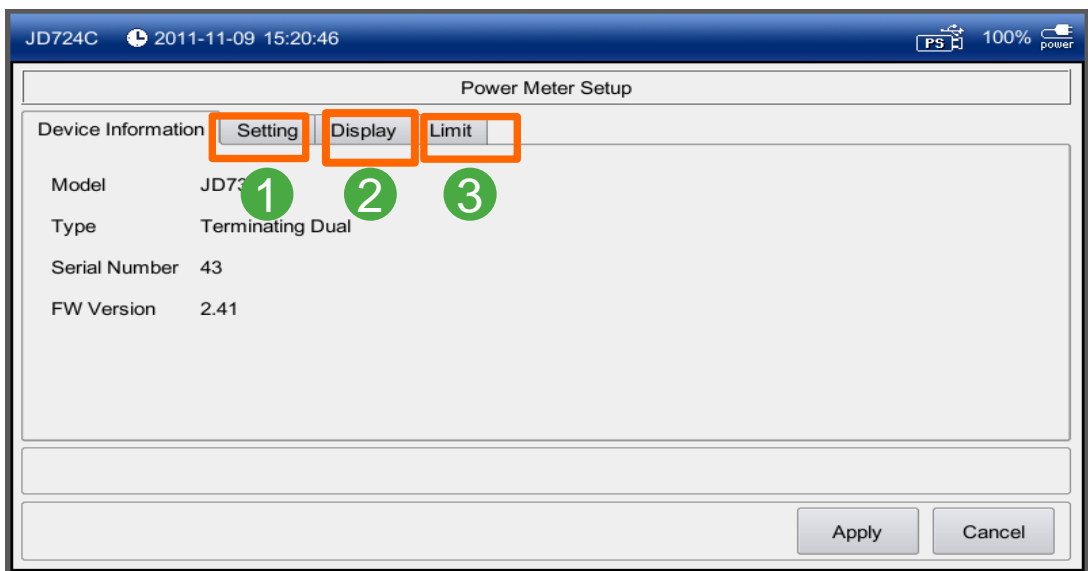 JD724C 2011-11-09 15:20:46 PS 100% power
Power Meter Setup
Device Information Setting Display Limit
1 2 3
Model
Type Terminating Dual
Serial Number 43
FW Version 2.41
Apply Cancel